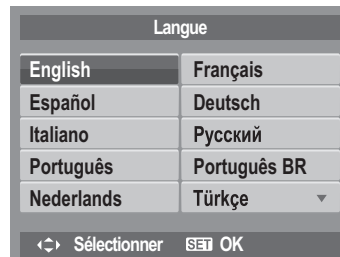 Langue
English Français
Español Deutsch
Italiano Русский
Português Português BR
Nederlands Türkçe
Sélectionner SET OK